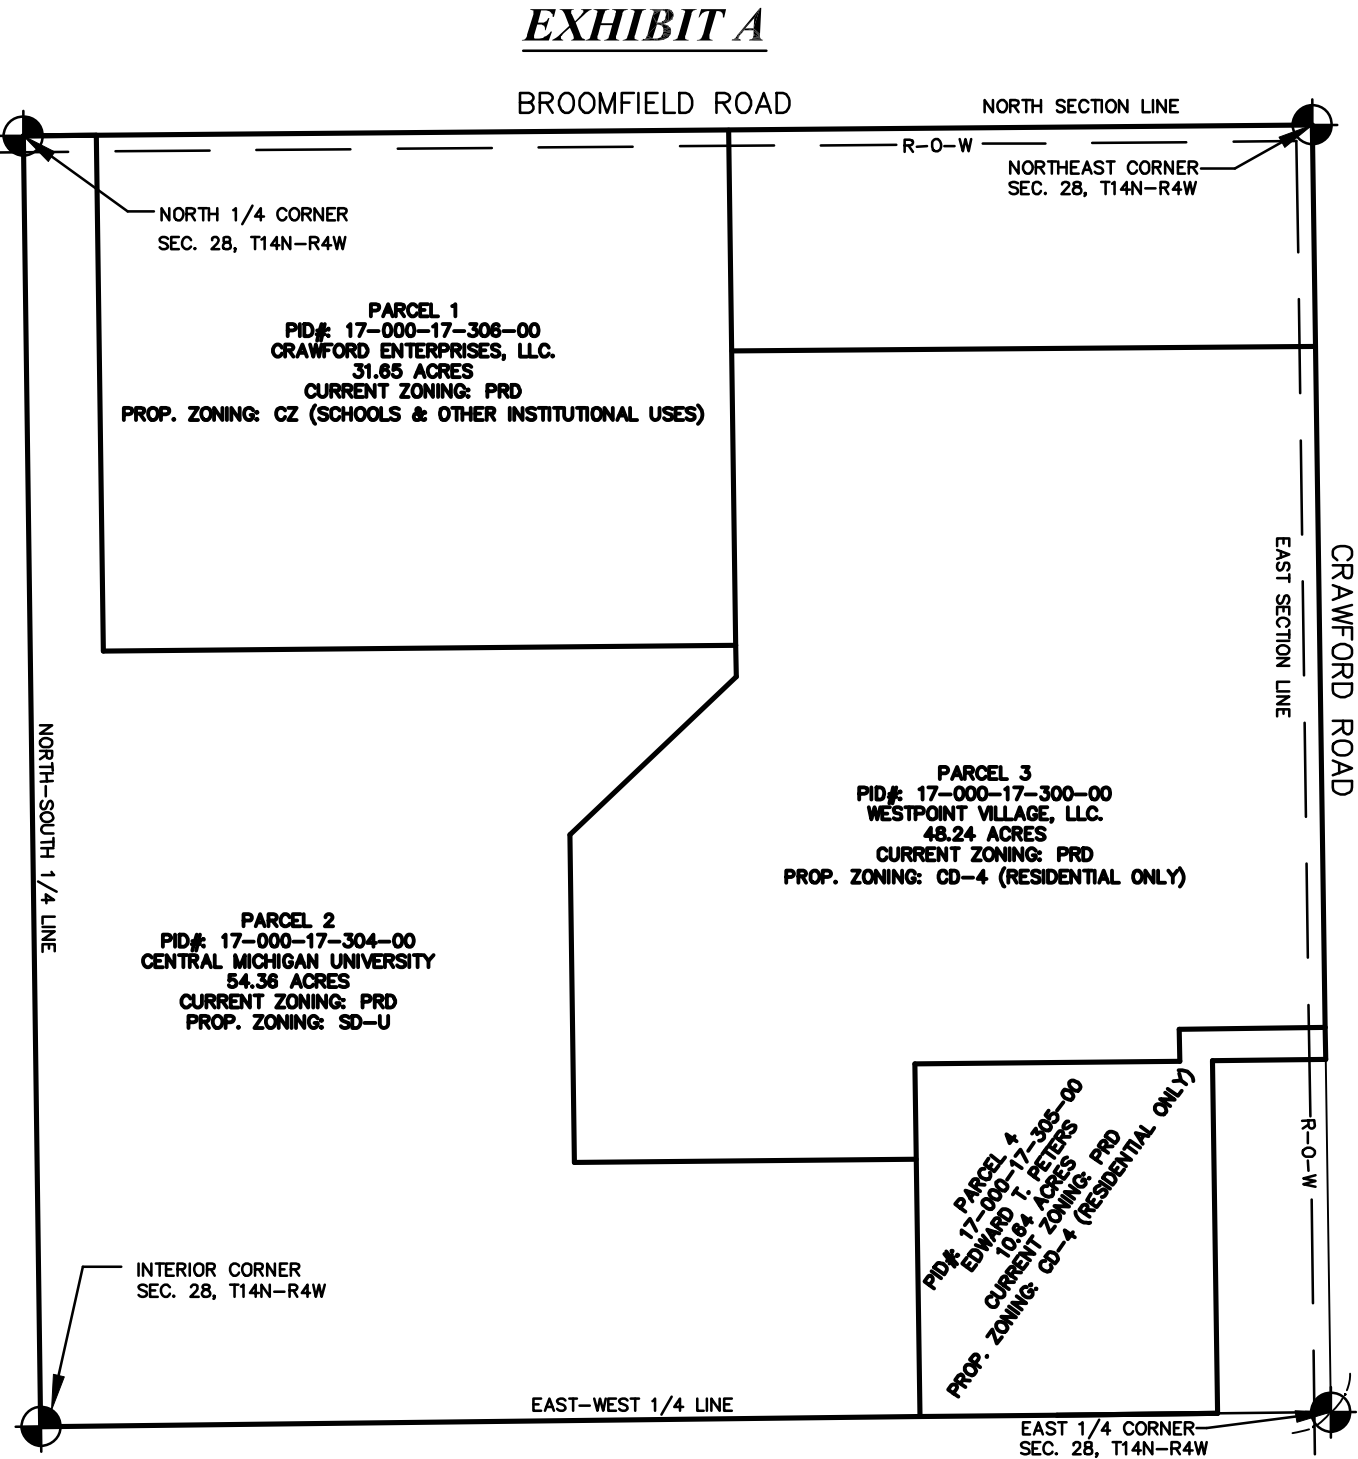 EXHIBIT A
BROOMFIELD ROAD
NORTH SECTION LINE
R-O-W
NORTHEAST CORNER
SEC. 28, T14N-R4W
NORTH 1/4 CORNER
SEC. 28, T14N-R4W
PARCEL 1
PID#: 17-000-17-306-00
CRAWFORD ENTERPRISES, LLC.
31.65 ACRES
CURRENT ZONING: PRD
PROP. ZONING: CZ (SCHOOLS & OTHER INSTITUTIONAL USES)
EAST SECTION LINE
CRAWFORD ROAD
NORTH-SOUTH 1/4 LINE
PARCEL 3
PID#: 17-000-17-300-00
WESTPOINT VILLAGE, LLC.
48.24 ACRES
CURRENT ZONING: PRD
PROP. ZONING: CD-4 (RESIDENTIAL ONLY)
PARCEL 2
PID#: 17-000-17-304-00
CENTRAL MICHIGAN UNIVERSITY
54.36 ACRES
CURRENT ZONING: PRD
PROP. ZONING: SD-U
PARCEL 4
PID#: 17-000-17-305-00
EDWARD T. PETERS
10.64 ACRES
CURRENT ZONING: PRD
PROP. ZONING: CD-4 (RESIDENTIAL ONLY)
R-O-W
INTERIOR CORNER
SEC. 28, T14N-R4W
EAST-WEST 1/4 LINE
EAST 1/4 CORNER
SEC. 28, T14N-R4W